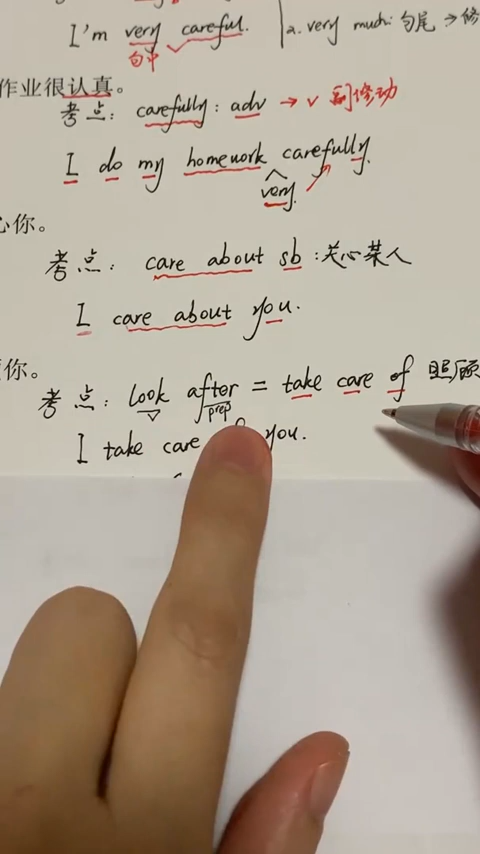 I'm very careful. a. very much: 句尾 → 修
句中
作业很认真。
考点: carefully: adv → v 副修动
I do my homework carefully.
very
心你。
考点: care about sb: 关心某人
I care about you.
你。
考点: look after = take care of 照顾
v prep
I take care you.